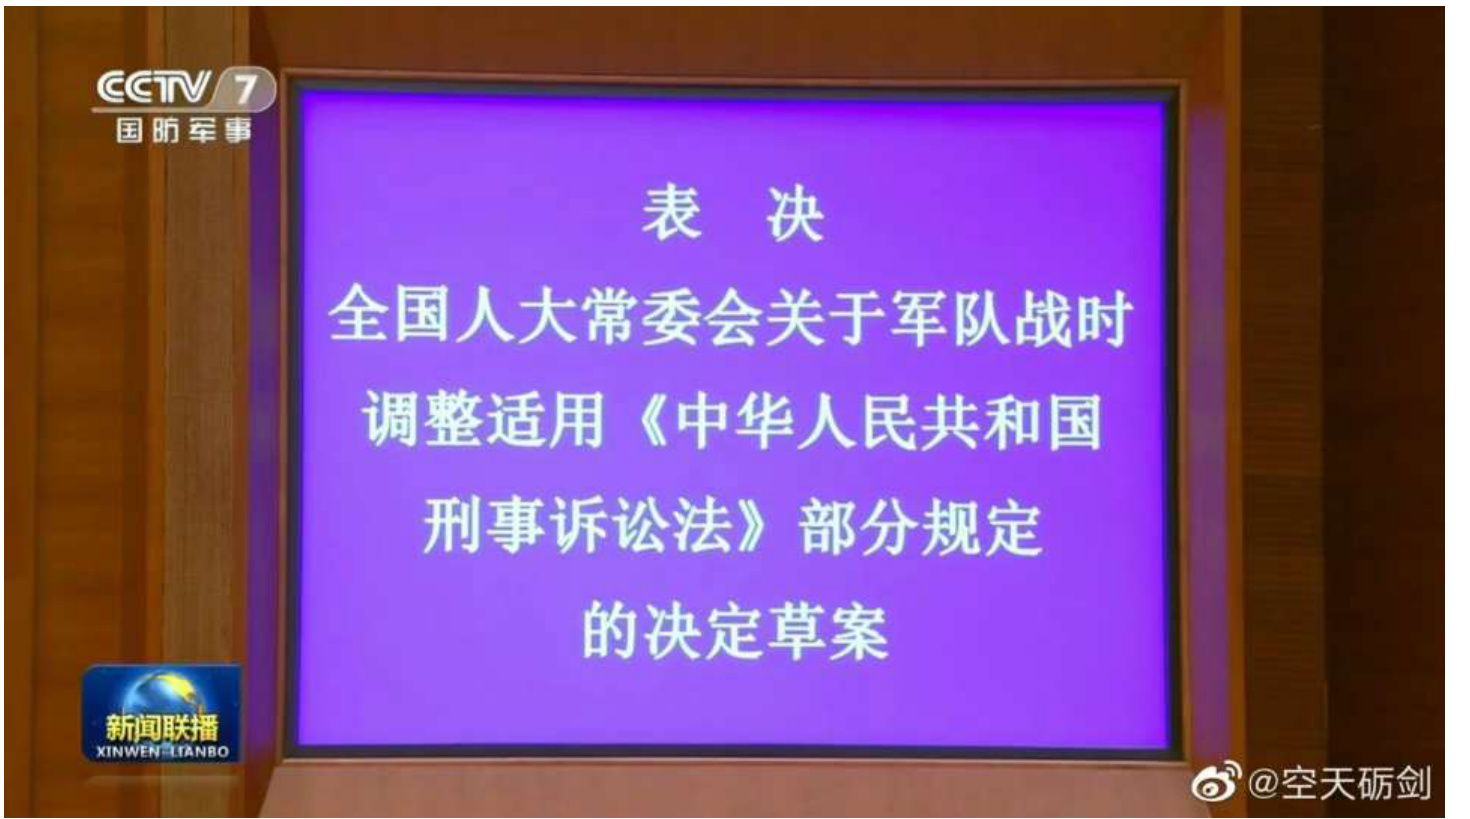 CCTV 7
国防军事
表 决
全国人大常委会关于军队战时
调整适用《中华人民共和国
刑事诉讼法》部分规定
的决定草案
新闻联播
XINWEN LIANBO
@空天砺剑